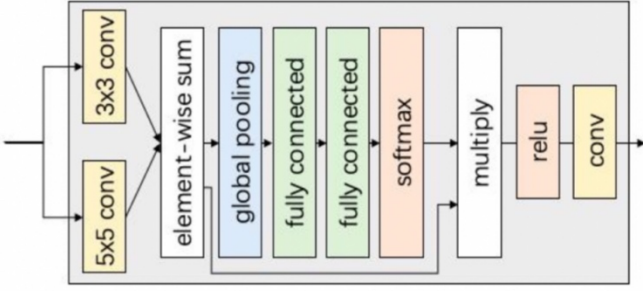 3x3 conv
5x5 conv
element-wise sum
global pooling
fully connected
fully connected
softmax
multiply
relu
conv